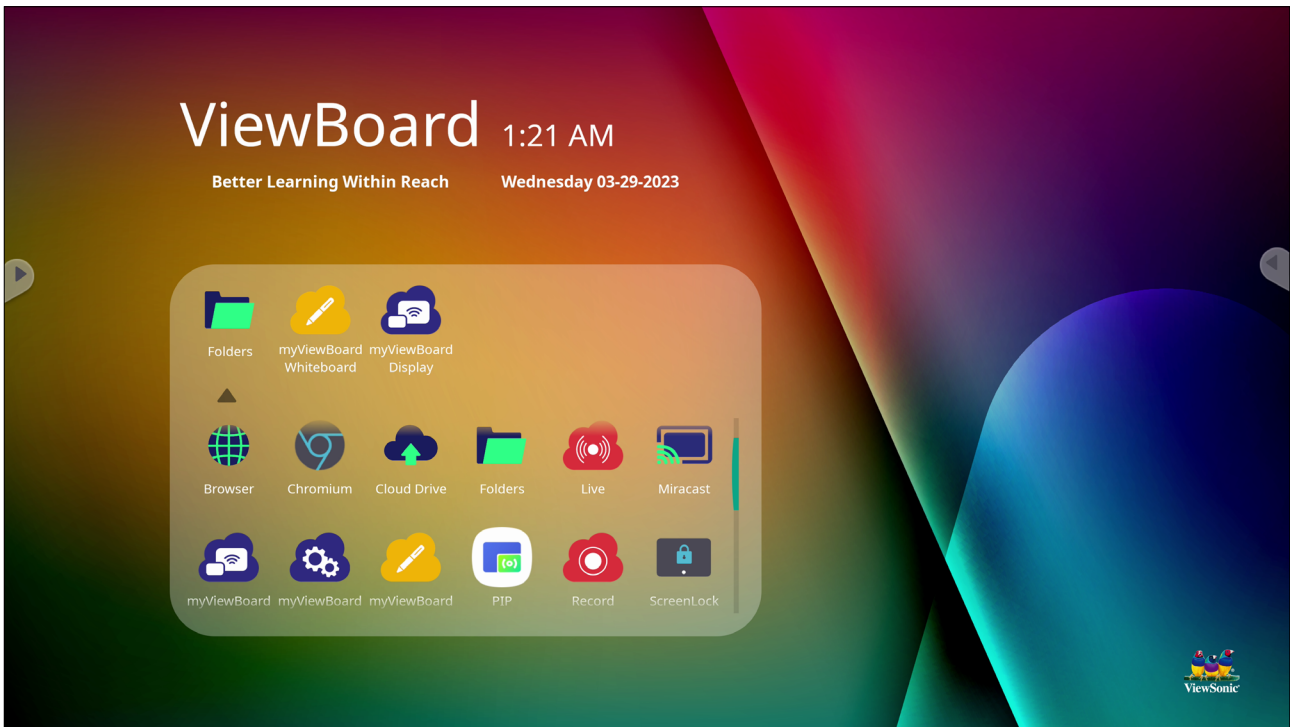 ViewBoard 1:21 AM
Better Learning Within Reach Wednesday 03-29-2023
Folders
myViewBoard
Whiteboard
myViewBoard
Display
Browser
Chromium
Cloud Drive
Folders
Live
Miracast
myViewBoard
myViewBoard
myViewBoard
PIP
Record
ScreenLock
ViewSonic